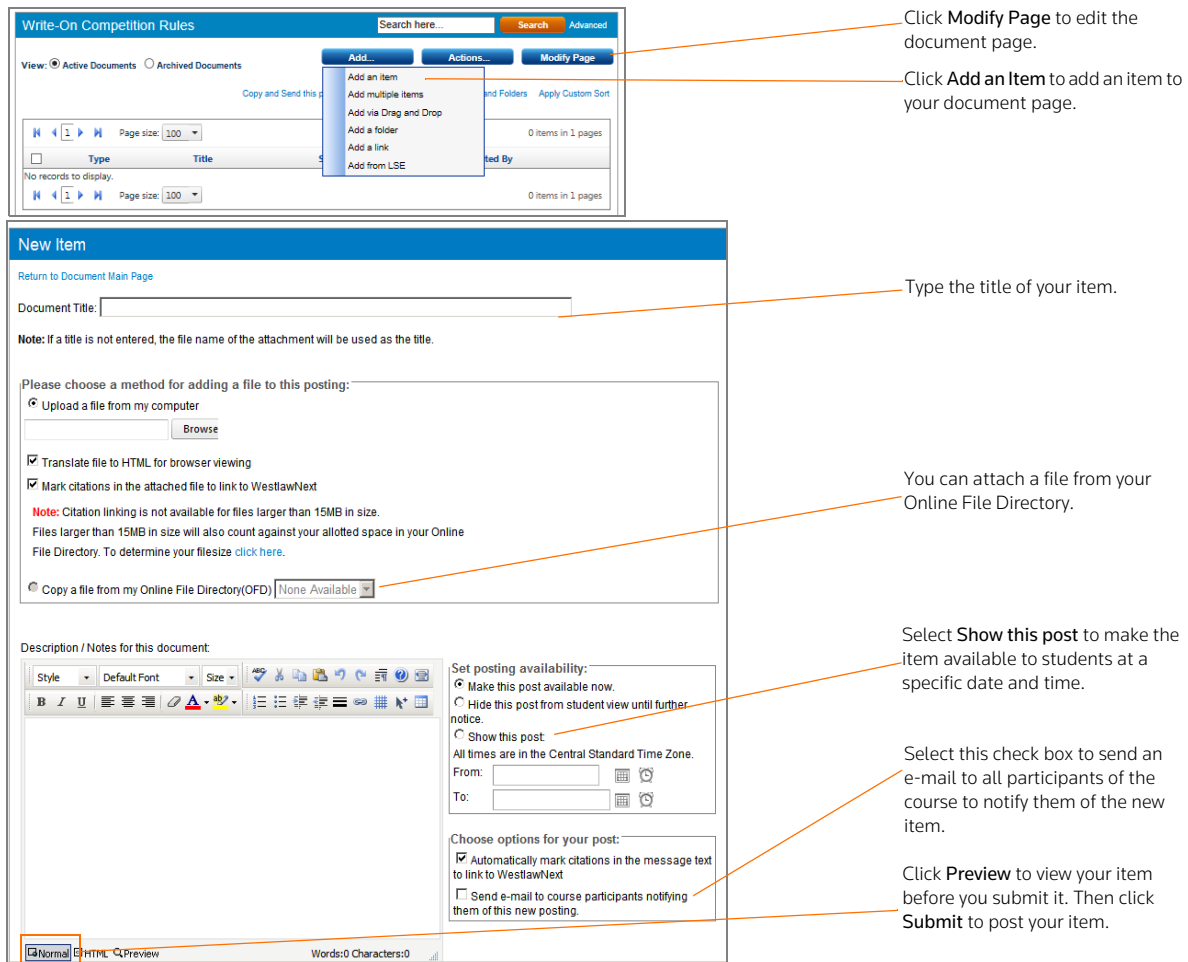 Write-On Competition Rules
Search here...
Search
Advanced
View: Active Documents Archived Documents
Add...
Actions...
Modify Page
Add an item
Add multiple items
Add via Drag and Drop
Add a folder
Add a link
Add from LSE
Copy and Send this p
and Folders
Apply Custom Sort
1 Page size: 100
0 items in 1 pages
Type Title S ted By
No records to display.
1 Page size: 100
0 items in 1 pages
Click Modify Page to edit the
document page.
Click Add an Item to add an item to
your document page.
New Item
Return to Document Main Page
Document Title:
Note: If a title is not entered, the file name of the attachment will be used as the title.
Type the title of your item.
Please choose a method for adding a file to this posting:
Upload a file from my computer
Browse
Translate file to HTML for browser viewing
Mark citations in the attached file to link to WestlawNext
Note: Citation linking is not available for files larger than 15MB in size.
Files larger than 15MB in size will also count against your allotted space in your Online
File Directory. To determine your filesize click here.
Copy a file from my Online File Directory(OFD) None Available
You can attach a file from your
Online File Directory.
Description / Notes for this document:
Style Default Font Size ABC
B I U A ab
Set posting availability:
Make this post available now.
Hide this post from student view until further
notice.
Show this post:
All times are in the Central Standard Time Zone.
From:
To:
Select Show this post to make the
item available to students at a
specific date and time.
Choose options for your post:
Automatically mark citations in the message text
to link to WestlawNext
Send e-mail to course participants notifying
them of this new posting.
Select this check box to send an
e-mail to all participants of the
course to notify them of the new
item.
Click Preview to view your item
before you submit it. Then click
Submit to post your item.
Normal HTML Preview
Words:0 Characters:0